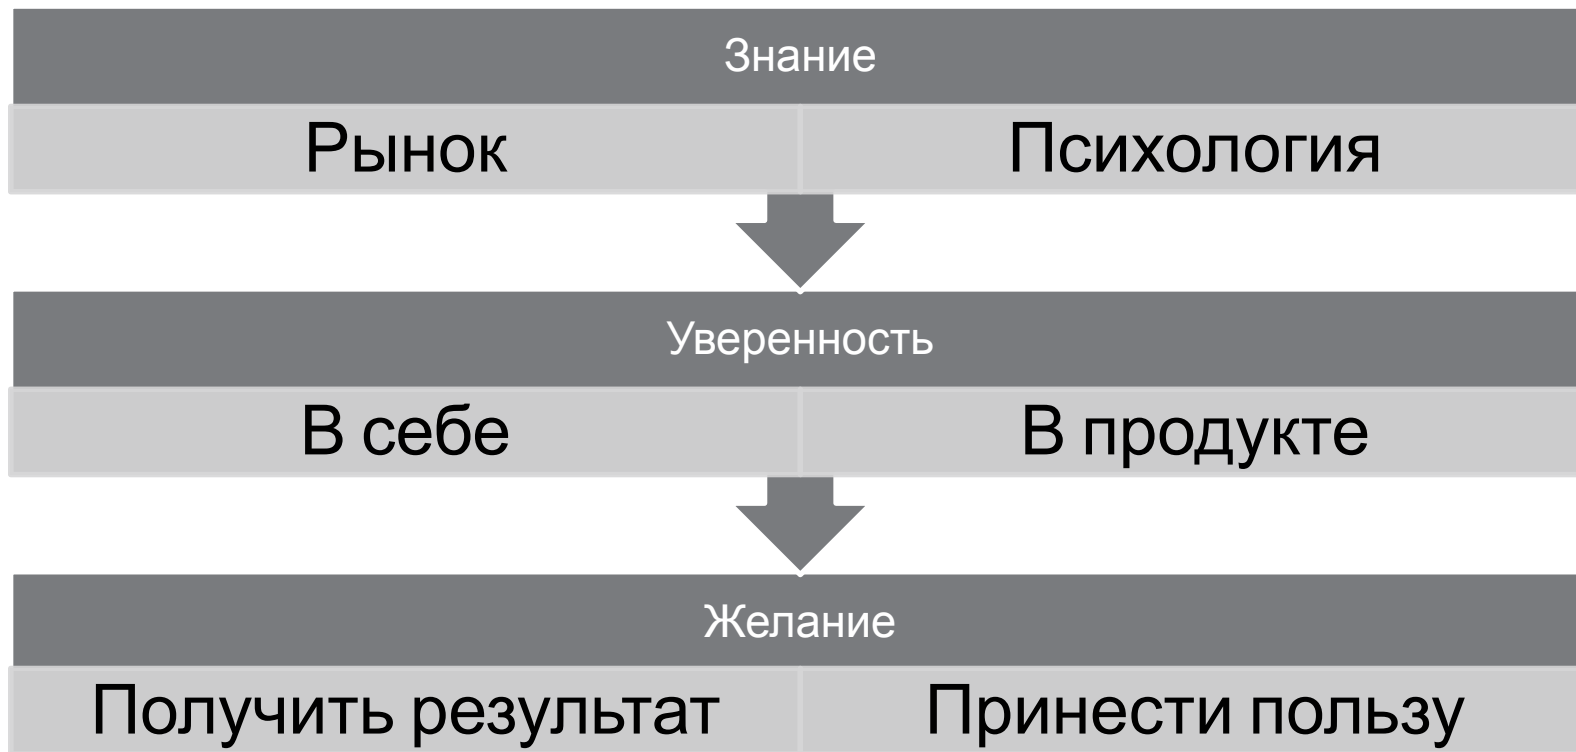 Знание
Рынок Психология
Уверенность
В себе В продукте
Желание
Получить результат Принести пользу